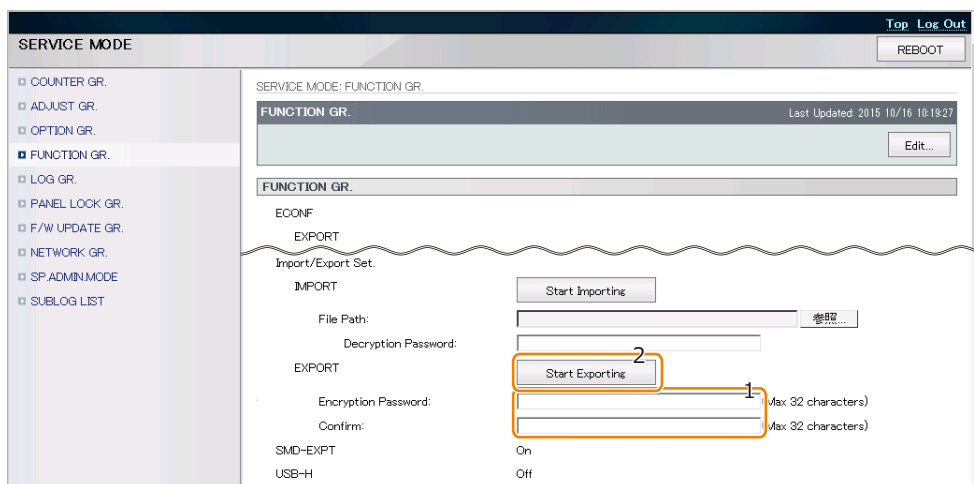 Top Log Out
SERVICE MODE
REBOOT
COUNTER GR.
ADJUST GR.
OPTION GR.
FUNCTION GR.
LOG GR.
PANEL LOCK GR.
F/W UPDATE GR.
NETWORK GR.
SP.ADMIN.MODE
SUBLOG LIST
SERVICE MODE: FUNCTION GR.
FUNCTION GR. Last Updated: 2015 10/16 10:19:27
Edit...
FUNCTION GR.
ECONF
EXPORT
Import/Export Set.
IMPORT Start Importing
File Path: 参照...
Decryption Password:
2
EXPORT Start Exporting
1
Encryption Password: (Max 32 characters)
Confirm: (Max 32 characters)
SMD-EXPT On
USB-H Off